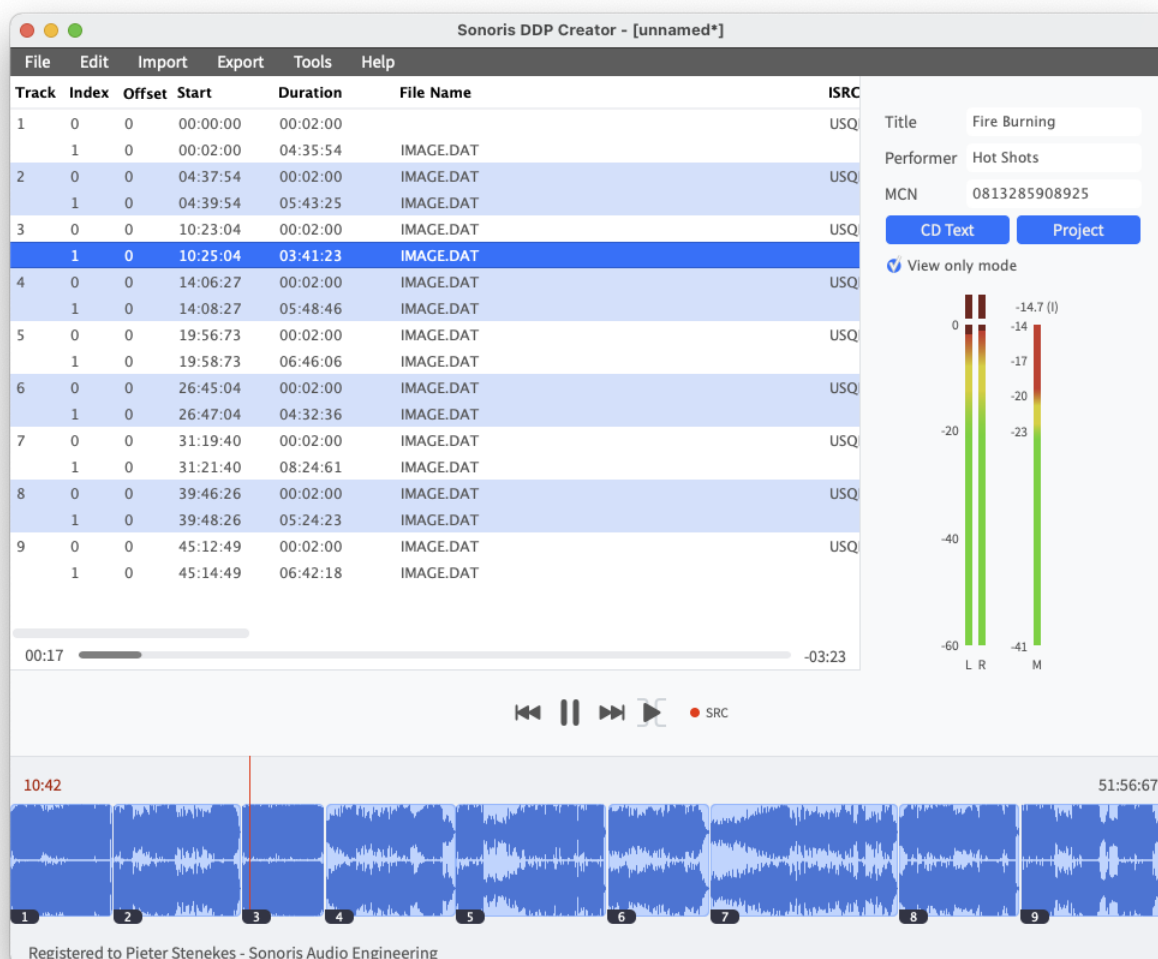 Sonoris DDP Creator - [unnamed*]
File Edit Import Export Tools Help
Track Index Offset Start Duration File Name ISRC
1 0 0 00:00:00 00:02:00 USQ
1 0 00:02:00 04:35:54 IMAGE.DAT
2 0 0 04:37:54 00:02:00 IMAGE.DAT USQ
1 0 04:39:54 05:43:25 IMAGE.DAT
3 0 0 10:23:04 00:02:00 IMAGE.DAT USQ
1 0 10:25:04 03:41:23 IMAGE.DAT
4 0 0 14:06:27 00:02:00 IMAGE.DAT USQ
1 0 14:08:27 05:48:46 IMAGE.DAT
5 0 0 19:56:73 00:02:00 IMAGE.DAT USQ
1 0 19:58:73 06:46:06 IMAGE.DAT
6 0 0 26:45:04 00:02:00 IMAGE.DAT USQ
1 0 26:47:04 04:32:36 IMAGE.DAT
7 0 0 31:19:40 00:02:00 IMAGE.DAT USQ
1 0 31:21:40 08:24:61 IMAGE.DAT
8 0 0 39:46:26 00:02:00 IMAGE.DAT USQ
1 0 39:48:26 05:24:23 IMAGE.DAT
9 0 0 45:12:49 00:02:00 IMAGE.DAT USQ
1 0 45:14:49 06:42:18 IMAGE.DAT
00:17 -03:23
Title Fire Burning
Performer Hot Shots
MCN 0813285908925
CD Text Project
View only mode
-14.7 (I)
0 -14
-17
-20
-20 -23
-40
-60 -41
L R M
SRC
10:42 51:56:67
1 2 3 4 5 6 7 8 9
Registered to Pieter Stenekes - Sonoris Audio Engineering